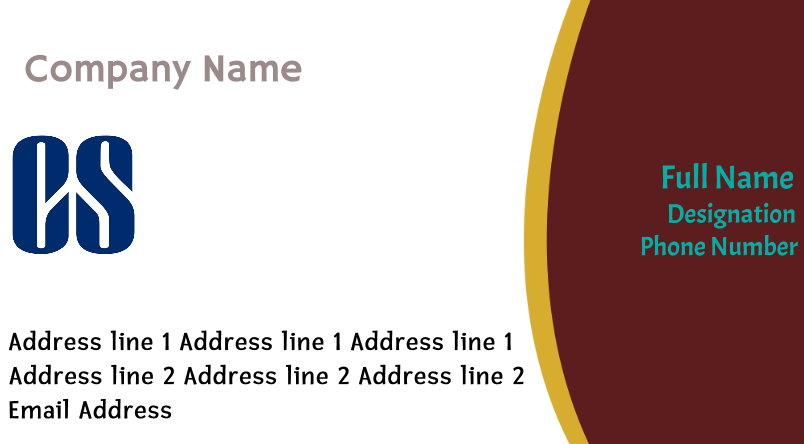 Company Name
CS
Full Name
Designation
Phone Number
Address line 1 Address line 1 Address line 1
Address line 2 Address line 2 Address line 2
Email Address